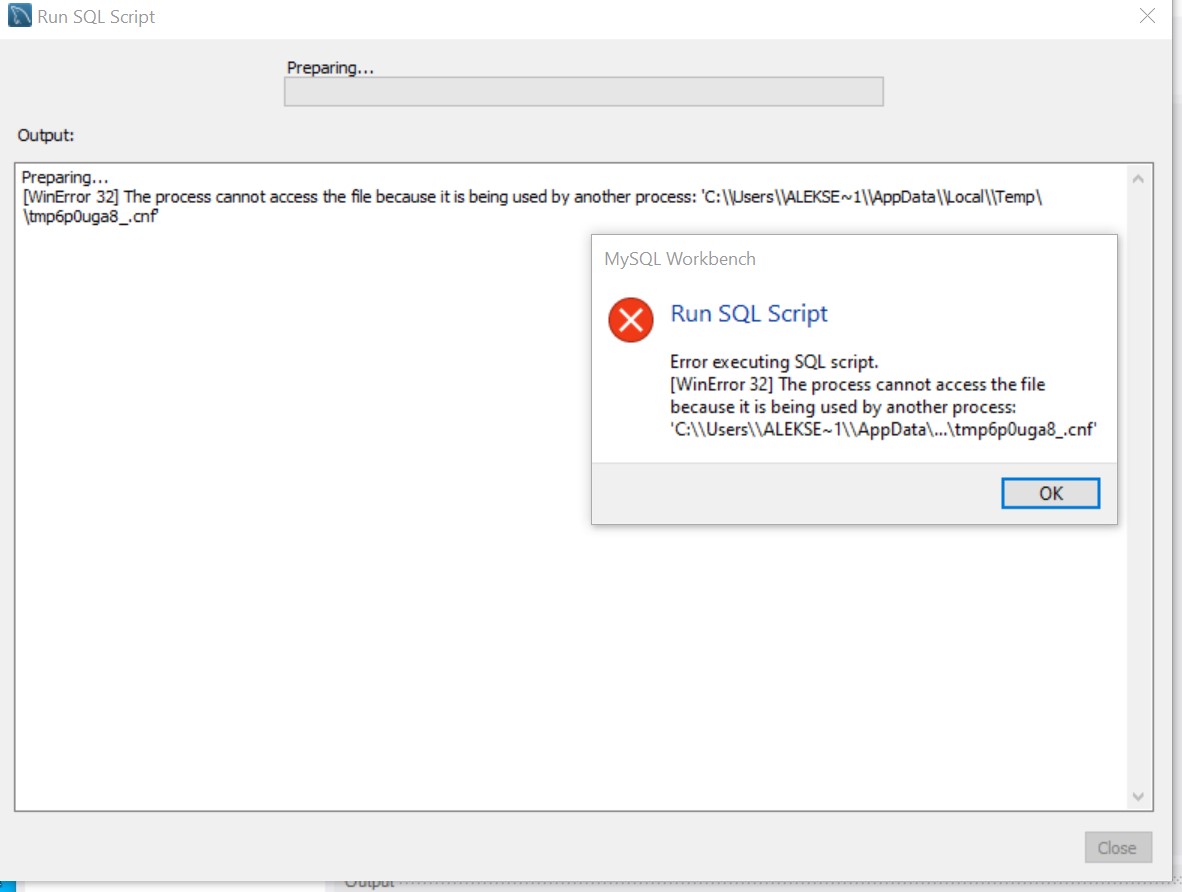 Run SQL Script
Preparing...
Output:
Preparing...
[WinError 32] The process cannot access the file because it is being used by another process: 'C:\\Users\\ALEKSE~1\\AppData\\Local\\Temp\
\tmp6p0uga8_.cnf'
MySQL Workbench
Run SQL Script
Error executing SQL script.
[WinError 32] The process cannot access the file
because it is being used by another process:
'C:\\Users\\ALEKSE~1\\AppData\...\tmp6p0uga8_.cnf'
OK
Close
Output